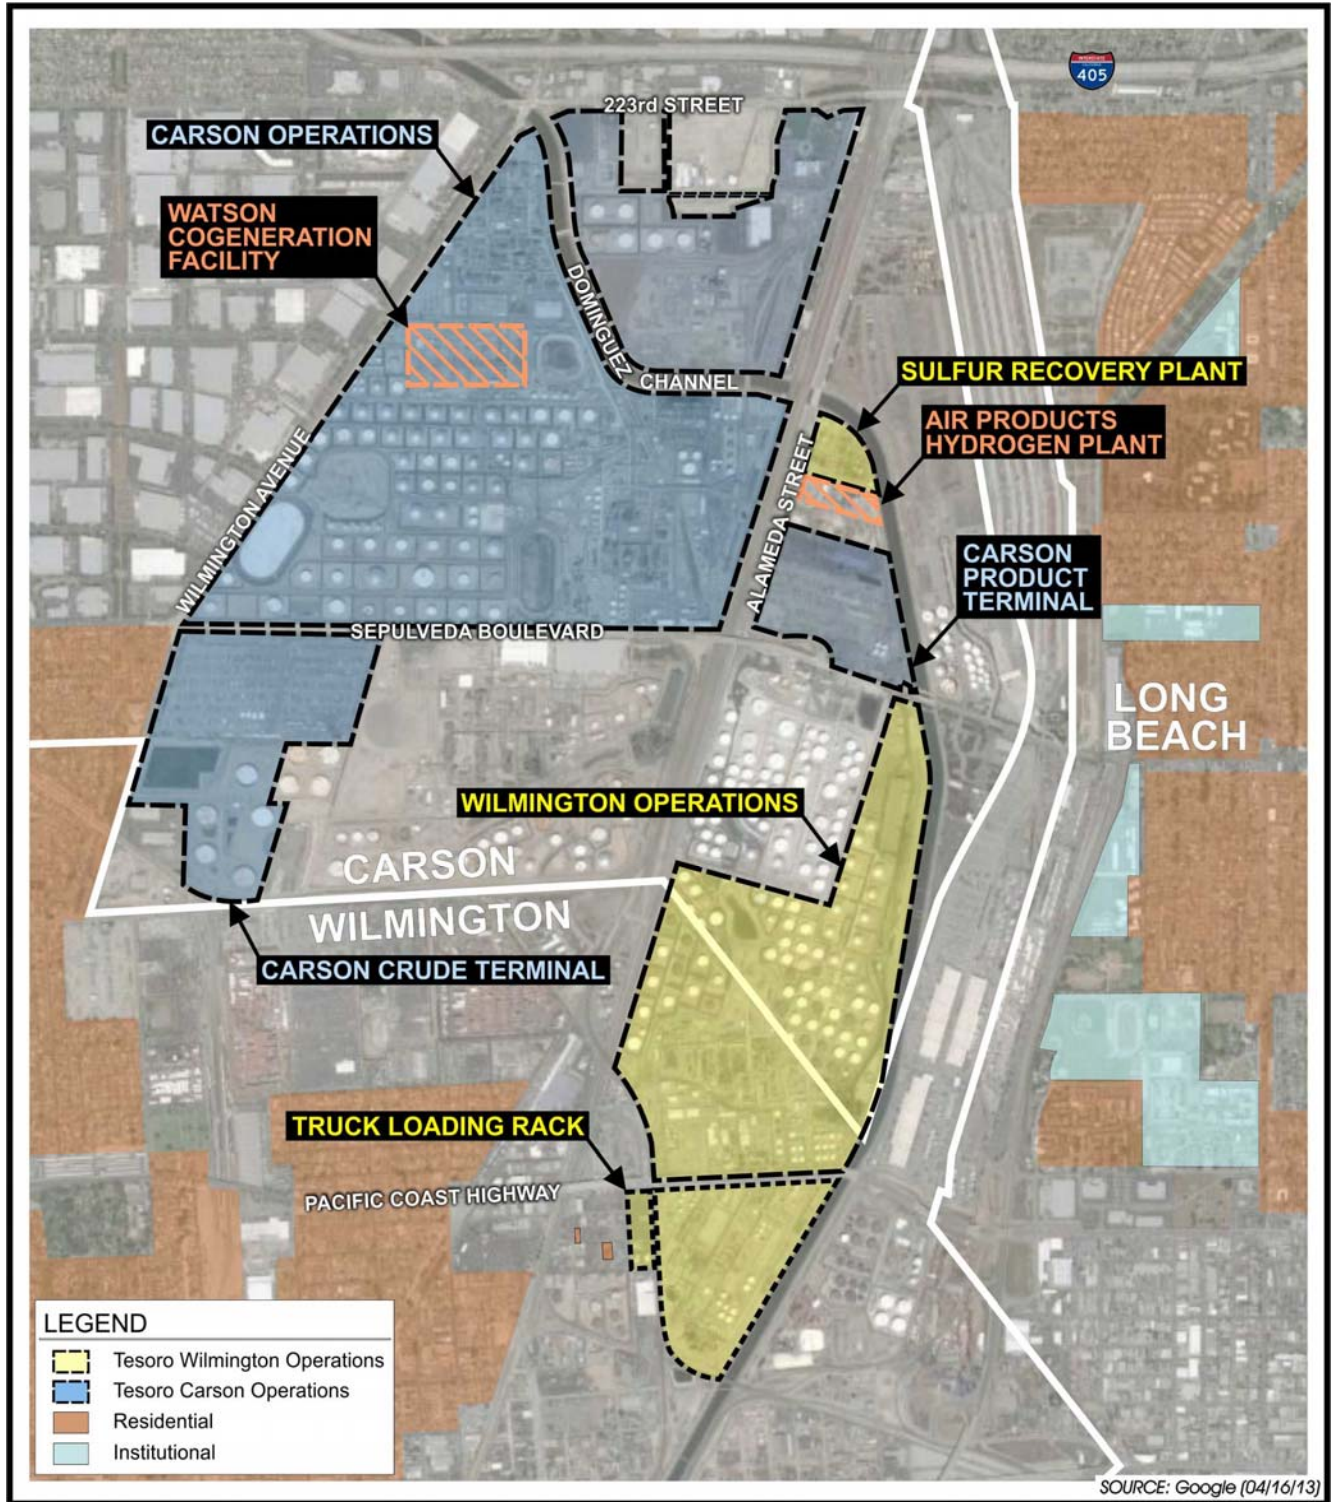 INTERSTATE
CALIFORNIA
405
223rd STREET
CARSON OPERATIONS
WATSON
COGENERATION
FACILITY
DOMINGUEZ
CHANNEL
SULFUR RECOVERY PLANT
AIR PRODUCTS
HYDROGEN PLANT
WILMINGTON AVENUE
ALAMEDA STREET
CARSON
PRODUCT
TERMINAL
SEPULVEDA BOULEVARD
LONG
BEACH
WILMINGTON OPERATIONS
CARSON
WILMINGTON
CARSON CRUDE TERMINAL
TRUCK LOADING RACK
PACIFIC COAST HIGHWAY
LEGEND
Tesoro Wilmington Operations
Tesoro Carson Operations
Residential
Institutional
SOURCE: Google (04/16/13)